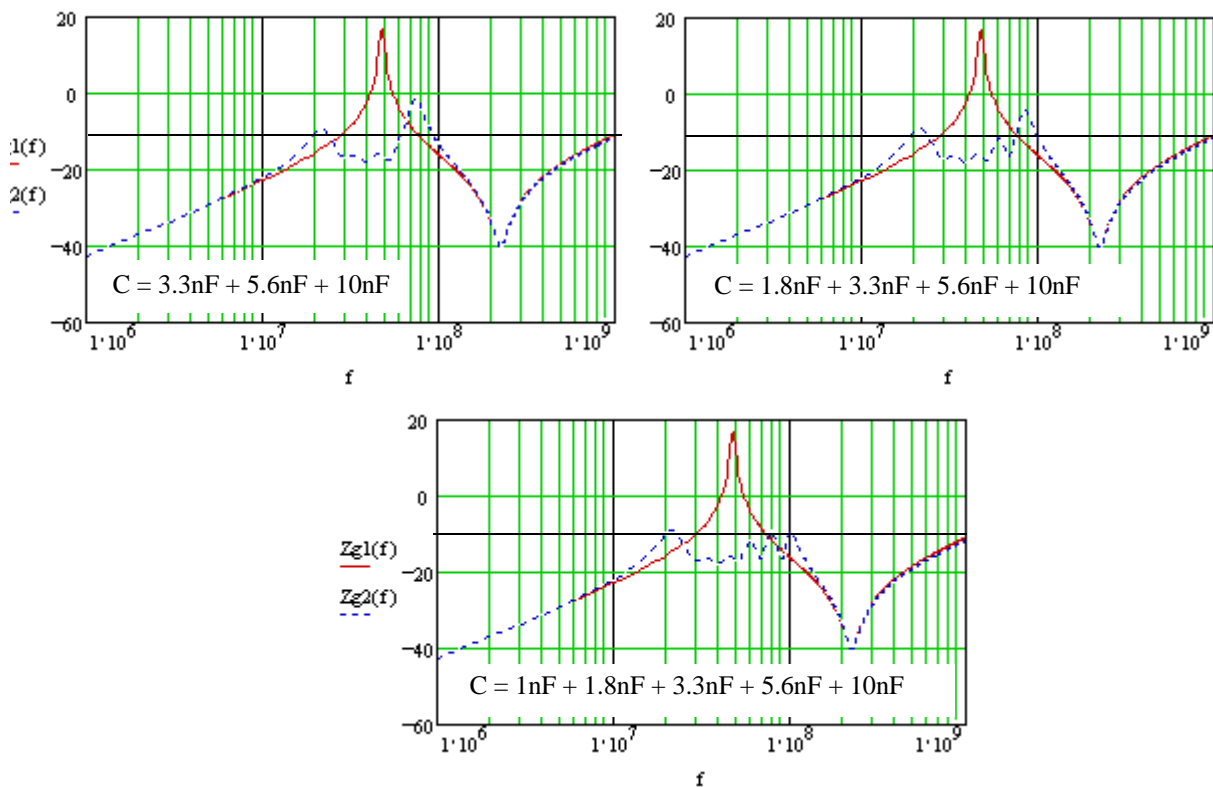 20
0
−20
−40
−60
1(f)
2(f)
C = 3.3nF + 5.6nF + 10nF
1·10⁶ 1·10⁷ 1·10⁸ 1·10⁹
f
20
0
−20
−40
−60
C = 1.8nF + 3.3nF + 5.6nF + 10nF
1·10⁶ 1·10⁷ 1·10⁸ 1·10⁹
f
20
0
−20
−40
−60
Zg1(f)
Zg2(f)
C = 1nF + 1.8nF + 3.3nF + 5.6nF + 10nF
1·10⁶ 1·10⁷ 1·10⁸ 1·10⁹
f